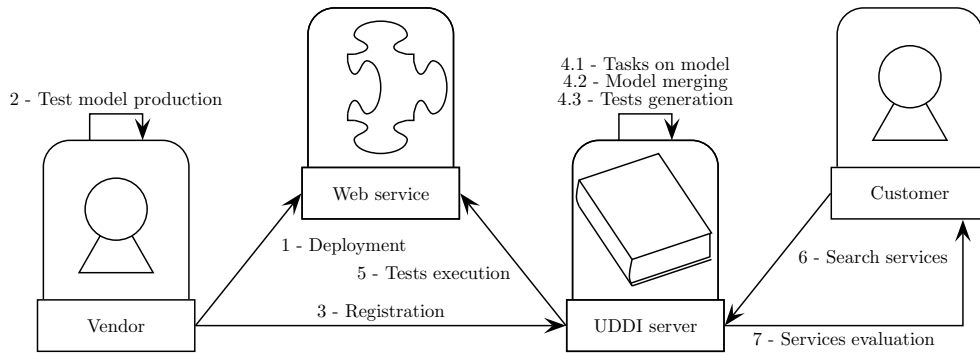 4.1 - Tasks on model
4.2 - Model merging
4.3 - Tests generation
2 - Test model production
Web service
Customer
1 - Deployment
5 - Tests execution
6 - Search services
3 - Registration
Vendor
UDDI server
7 - Services evaluation